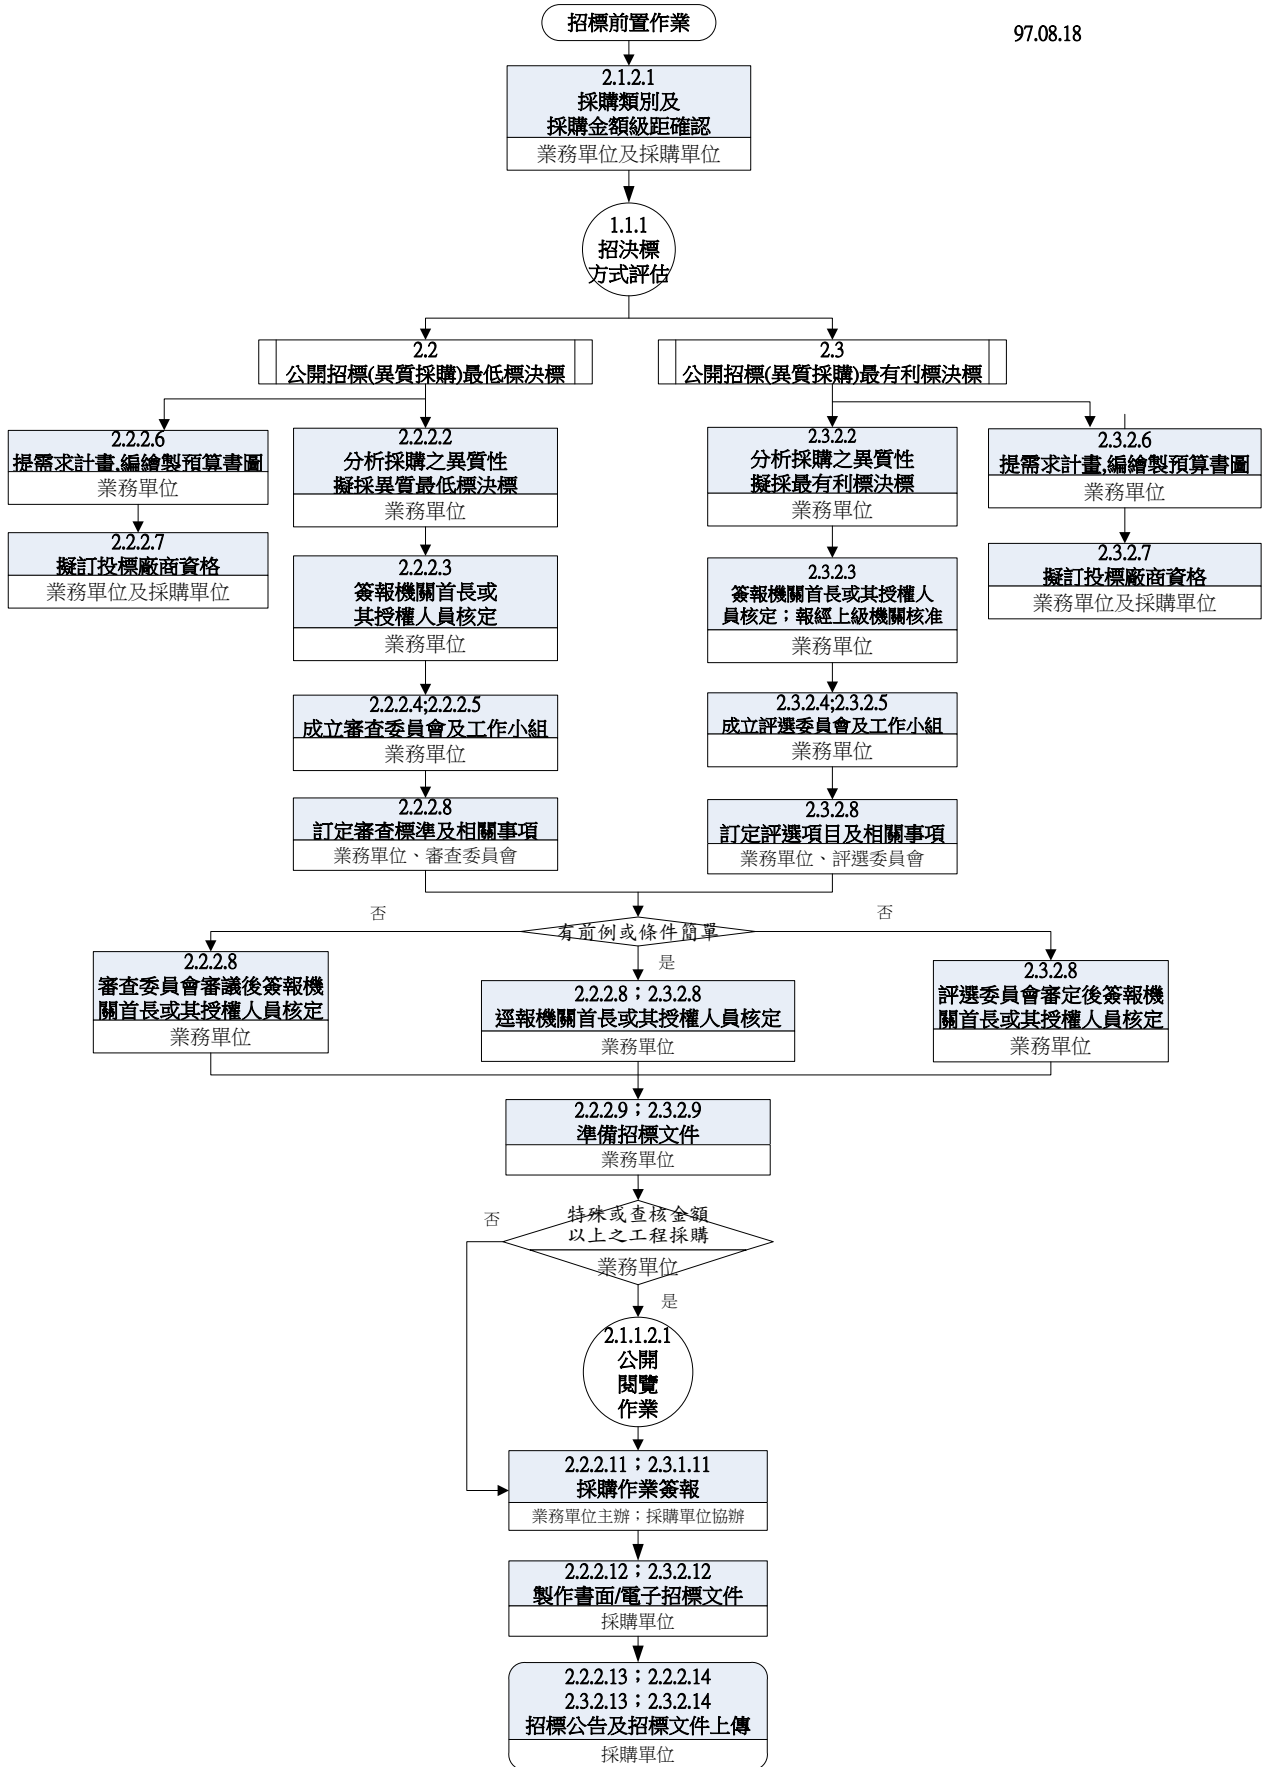 招標前置作業
97.08.18
2.1.2.1
採購類別及
採購金額級距確認
業務單位及採購單位
1.1.1
招決標
方式評估
2.2
公開招標(異質採購)最低標決標
2.3
公開招標(異質採購)最有利標決標
2.2.2.6
提需求計畫,編繪製預算書圖
業務單位
2.2.2.7
擬訂投標廠商資格
業務單位及採購單位
2.2.2.2
分析採購之異質性
擬採異質最低標決標
業務單位
2.2.2.3
簽報機關首長或
其授權人員核定
業務單位
2.2.2.4;2.2.2.5
成立審查委員會及工作小組
業務單位
2.2.2.8
訂定審查標準及相關事項
業務單位、審查委員會
2.3.2.2
分析採購之異質性
擬採最有利標決標
業務單位
2.3.2.3
簽報機關首長或其授權人
員核定；報經上級機關核准
業務單位
2.3.2.4;2.3.2.5
成立評選委員會及工作小組
業務單位
2.3.2.8
訂定評選項目及相關事項
業務單位、評選委員會
2.3.2.6
提需求計畫,編繪製預算書圖
業務單位
2.3.2.7
擬訂投標廠商資格
業務單位及採購單位
否
有前例或條件簡單
否
是
2.2.2.8
審查委員會審議後簽報機
關首長或其授權人員核定
業務單位
2.2.2.8；2.3.2.8
逕報機關首長或其授權人員核定
業務單位
2.3.2.8
評選委員會審定後簽報機
關首長或其授權人員核定
業務單位
2.2.2.9；2.3.2.9
準備招標文件
業務單位
否
特殊或查核金額
以上之工程採購
業務單位
是
2.1.1.2.1
公開
閱覽
作業
2.2.2.11；2.3.1.11
採購作業簽報
業務單位主辦；採購單位協辦
2.2.2.12；2.3.2.12
製作書面/電子招標文件
採購單位
2.2.2.13；2.2.2.14
2.3.2.13；2.3.2.14
招標公告及招標文件上傳
採購單位